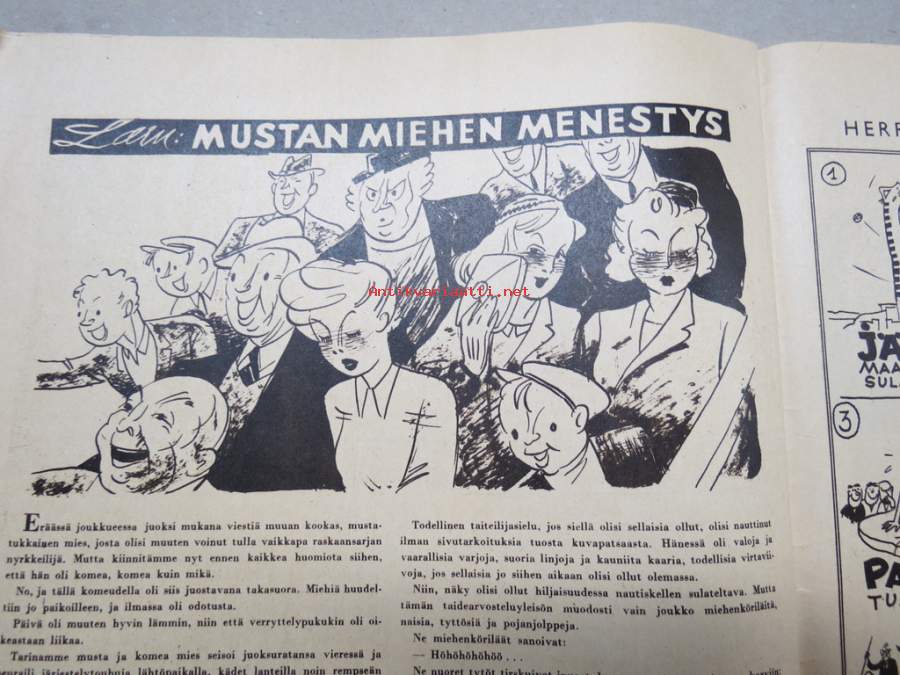 Lam: MUSTAN MIEHEN MENESTYS
Antikvariaatti.net
Eräässä joukkueessa juoksi mukana viestiä muuan kookas, musta-
tukkainen mies, josta olisi muuten voinut tulla vaikkapa raskaansarjan
nyrkkeilijä. Mutta kiinnitämme nyt ennen kaikkea huomiota siihen,
että hän oli komea, komea kuin mikä.
No, ja tällä komeudella oli siis juostavana takasuora. Miehiä huudel-
tiin jo paikoilleen, ja ilmassa oli odotusta.
Päivä oli muuten hyvin lämmin, niin että verryttelypukukin oli oi-
keastaan liikaa.
Tarinamme musta ja komea mies seisoi juoksuratansa vieressä ja
seuraili järjestelytouhuja lähtöpaikalla, kädet lanteilla noin rempseän
Todellinen taiteilijasielu, jos siellä olisi sellaisia ollut, olisi nauttinut
ilman sivutarkoituksia tuosta kuvapatsaasta. Hänessä oli valoja ja
vaarallisia varjoja, suoria linjoja ja kauniita kaaria, todellisia virtavii-
voja, jos sellaisia jo siihen aikaan olisi ollut olemassa.
Niin, näky olisi ollut hiljaisuudessa nautiskellen sulateltava. Mutta
tämän taidearvosteluyleisön muodosti vain joukko miehenköriläitä,
naisia, tyttösiä ja pojanjolppeja.
Ne miehenköriläät sanoivat:
— Höhöhöhöhöö . . .
Ne nuoret tytöt
HERR
1
JÄ
MAA
SUL
3
PA
TU